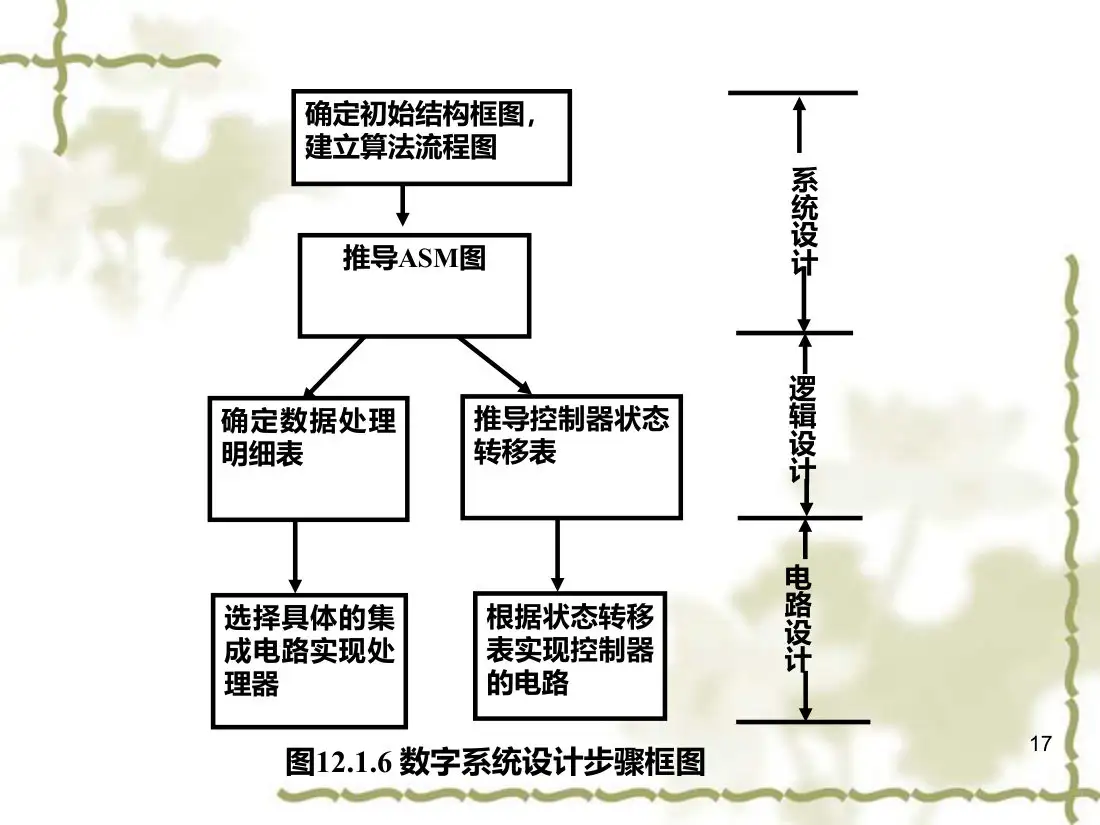 确定初始结构框图，
建立算法流程图
推导ASM图
确定数据处理
明细表
推导控制器状态
转移表
选择具体的集
成电路实现处
理器
根据状态转移
表实现控制器
的电路
系统设计
逻辑设计
电路设计
图12.1.6 数字系统设计步骤框图
17